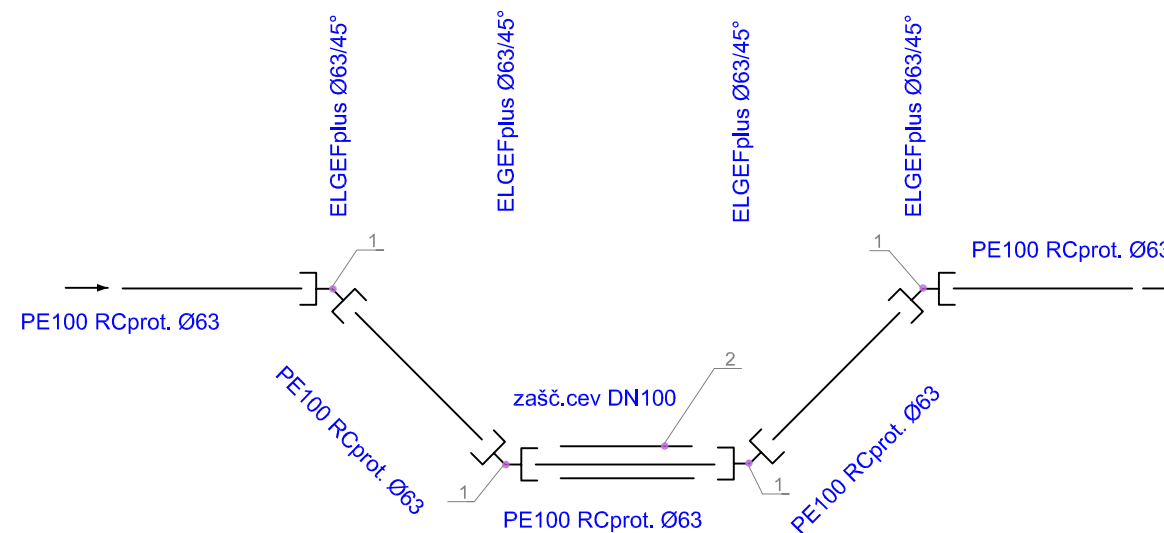 ELGEFplus Ø63/45°
ELGEFplus Ø63/45°
ELGEFplus Ø63/45°
ELGEFplus Ø63/45°
1
1
PE100 RCprot. Ø63
PE100 RCprot. Ø63
PE100 RCprot. Ø63
zašč.cev DN100
2
PE100 RCprot. Ø63
1
1
PE100 RCprot. Ø63